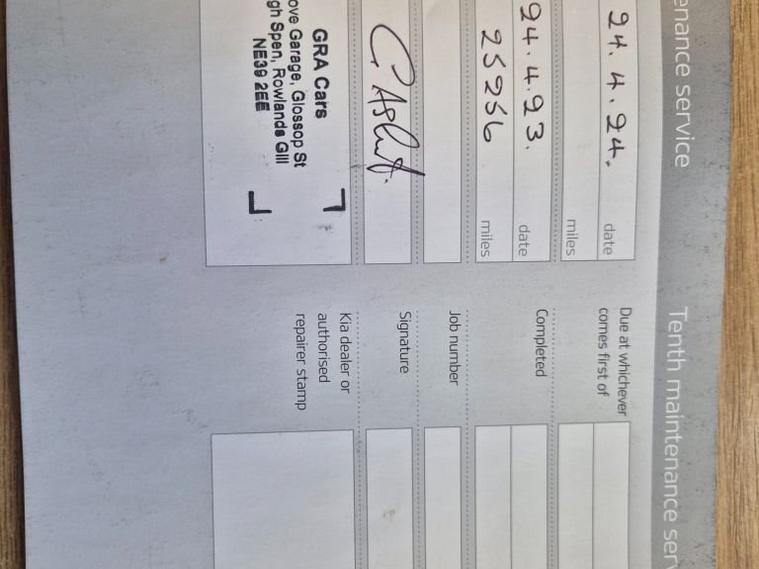 enance service
24.4.24. date
miles
24.4.23. date
25256 miles
GRA Cars
ove Garage, Glossop St
gh Spen, Rowlands Gill
NE39 2EE
Tenth maintenance serv
Due at whichever
comes first of
Completed
Job number
Signature
Kia dealer or
authorised
repairer stamp